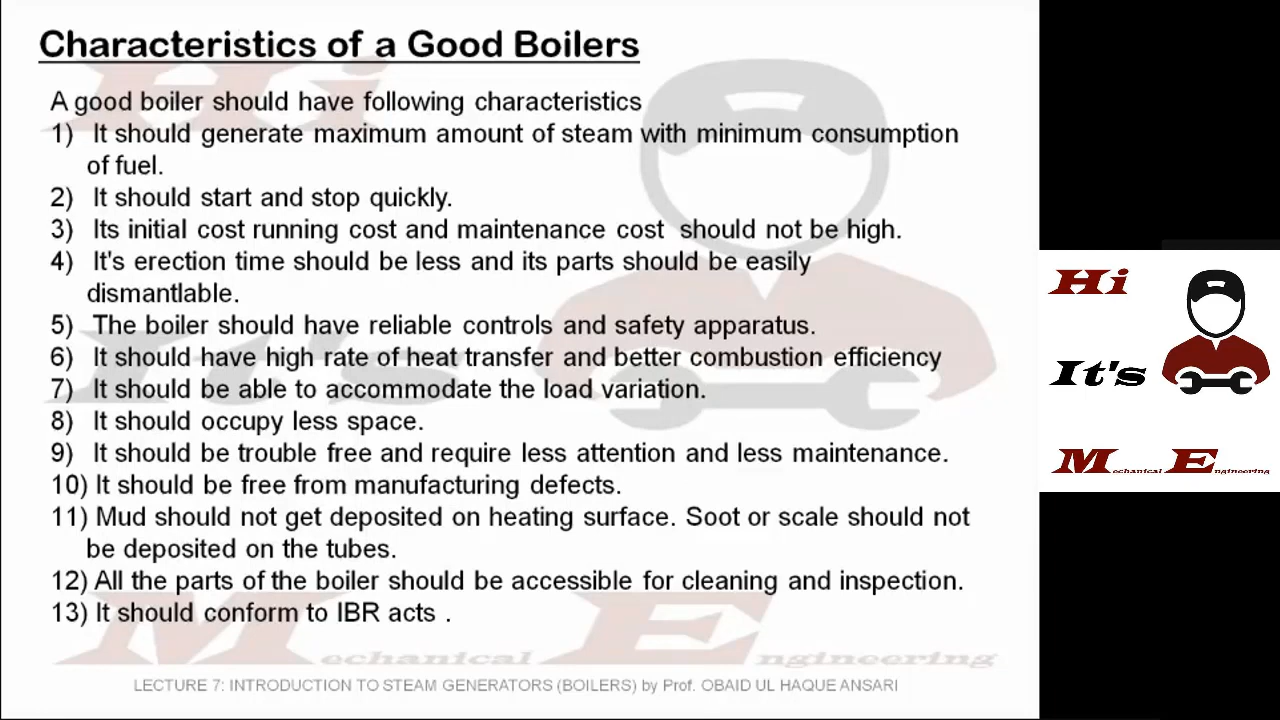 Characteristics of a Good Boilers
A good boiler should have following characteristics
1) It should generate maximum amount of steam with minimum consumption
of fuel.
2) It should start and stop quickly.
3) Its initial cost running cost and maintenance cost should not be high.
4) It's erection time should be less and its parts should be easily
dismantlable.
5) The boiler should have reliable controls and safety apparatus.
6) It should have high rate of heat transfer and better combustion efficiency
7) It should be able to accommodate the load variation.
8) It should occupy less space.
9) It should be trouble free and require less attention and less maintenance.
10) It should be free from manufacturing defects.
11) Mud should not get deposited on heating surface. Soot or scale should not
be deposited on the tubes.
12) All the parts of the boiler should be accessible for cleaning and inspection.
13) It should conform to IBR acts .
Hi
It's
Mechanical Engineering
LECTURE 7: INTRODUCTION TO STEAM GENERATORS (BOILERS) by Prof. OBAID UL HAQUE ANSARI
Hi
It's
Mechanical Engineering